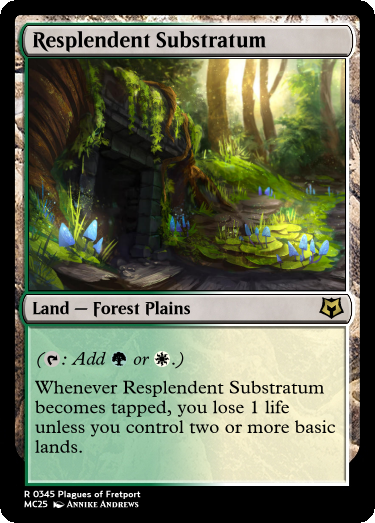 Resplendent Substratum
Land — Forest Plains
(: Add or .)
Whenever Resplendent Substratum
becomes tapped, you lose 1 life
unless you control two or more basic
lands.
R 0345 Plagues of Fretport
MC25 Annike Andrews